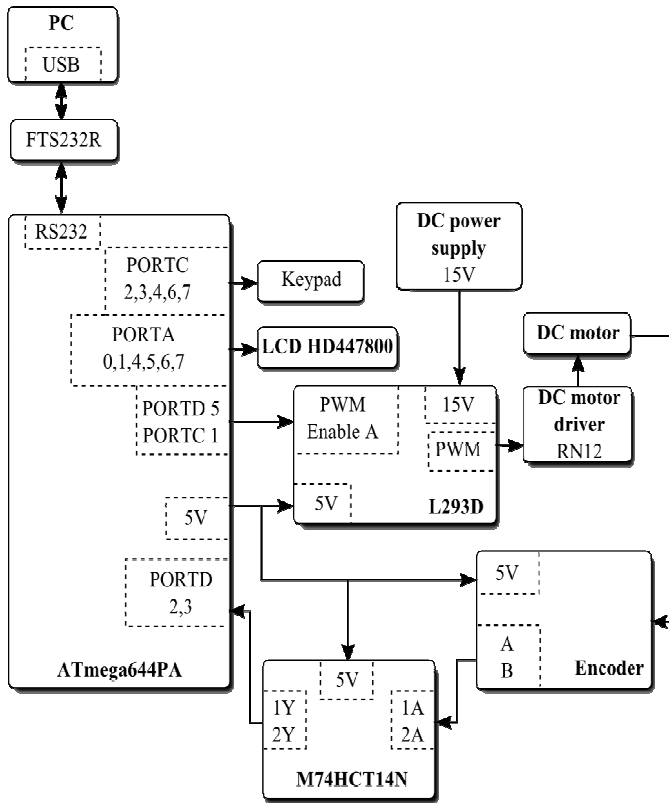 PC
USB
FTS232R
RS232
PORTC
2,3,4,6,7
Keypad
PORTA
0,1,4,5,6,7
LCD HD447800
PORTD 5
PORTC 1
5V
PORTD
2,3
ATmega644PA
DC power
supply
15V
DC motor
DC motor
driver
RN12
PWM
Enable A
15V
PWM
5V
L293D
5V
A
B
Encoder
5V
1Y
2Y
1A
2A
M74HCT14N